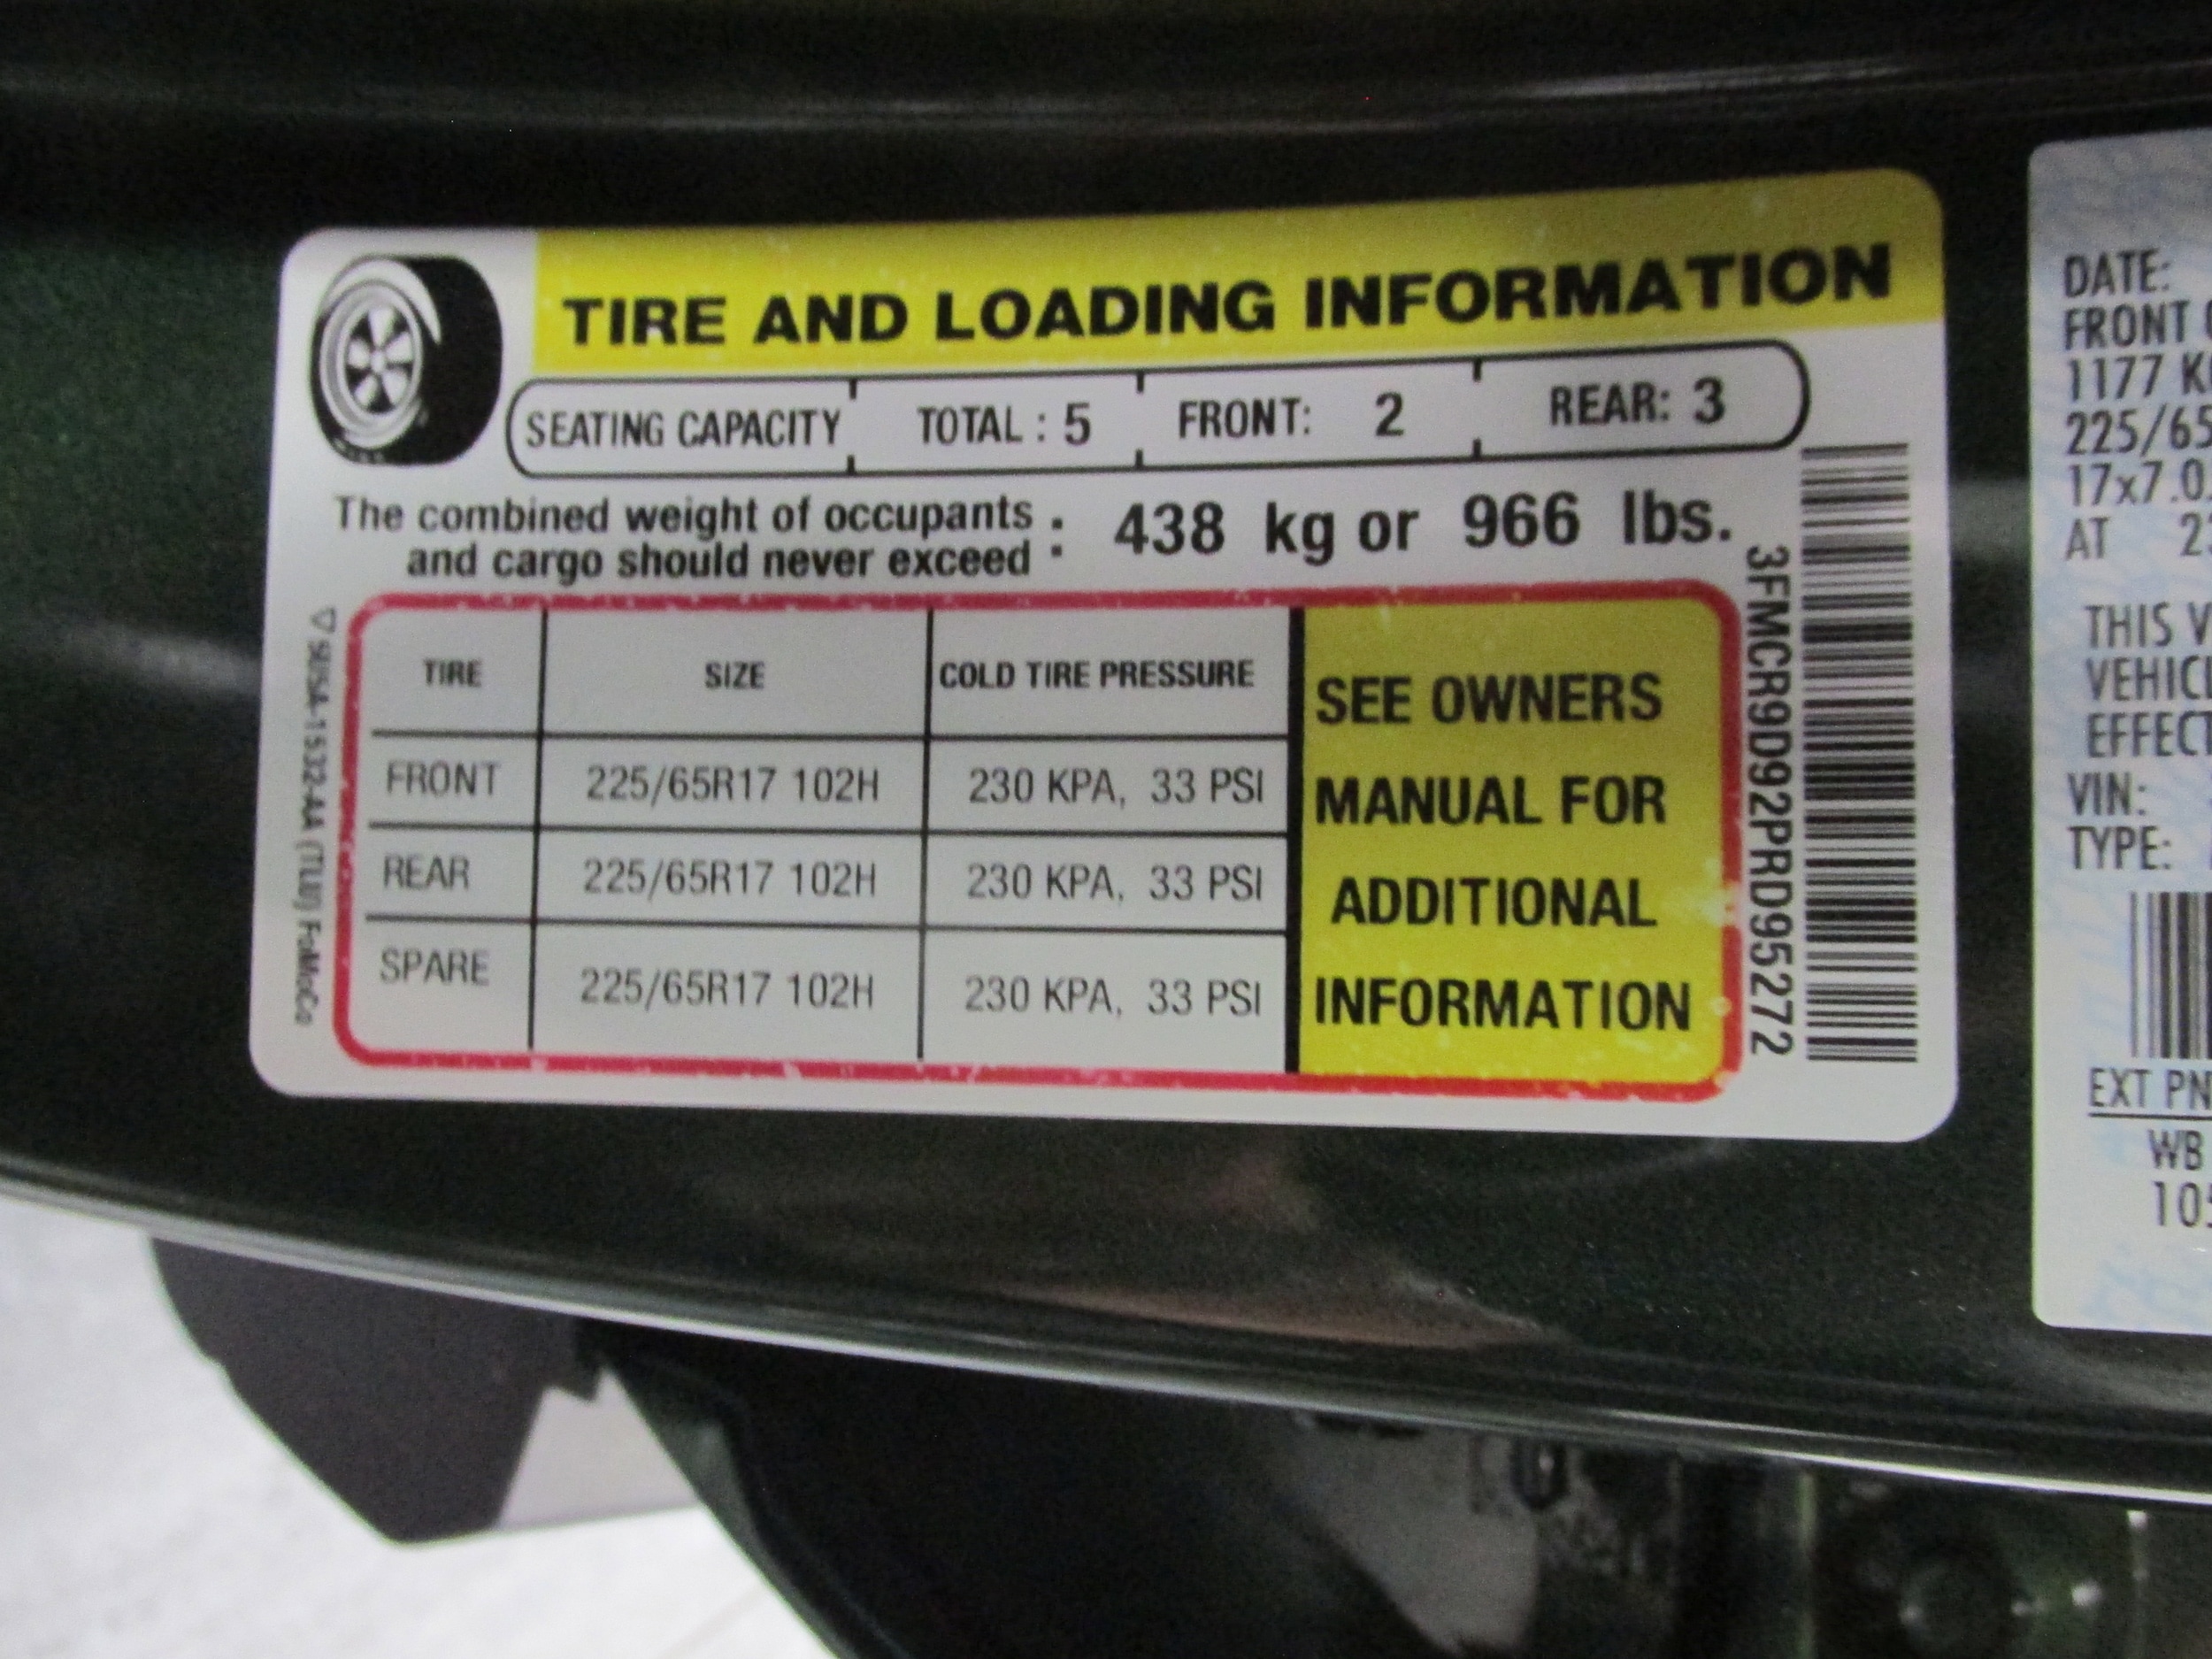 TIRE AND LOADING INFORMATION
SEATING CAPACITY TOTAL : 5 FRONT: 2 REAR: 3
The combined weight of occupants
and cargo should never exceed : 438 kg or 966 lbs.
TIRE SIZE COLD TIRE PRESSURE
FRONT 225/65R17 102H 230 KPA, 33 PSI
REAR 225/65R17 102H 230 KPA, 33 PSI
SPARE 225/65R17 102H 230 KPA, 33 PSI
SEE OWNERS
MANUAL FOR
ADDITIONAL
INFORMATION
3FMCR9D92PRD95272
(TLB) FoMoCo
DATE:
FRONT
1177
225/65
17x7.0
AT
THIS
EFFECT
VIN:
TYPE:
EXT PN
WB
105